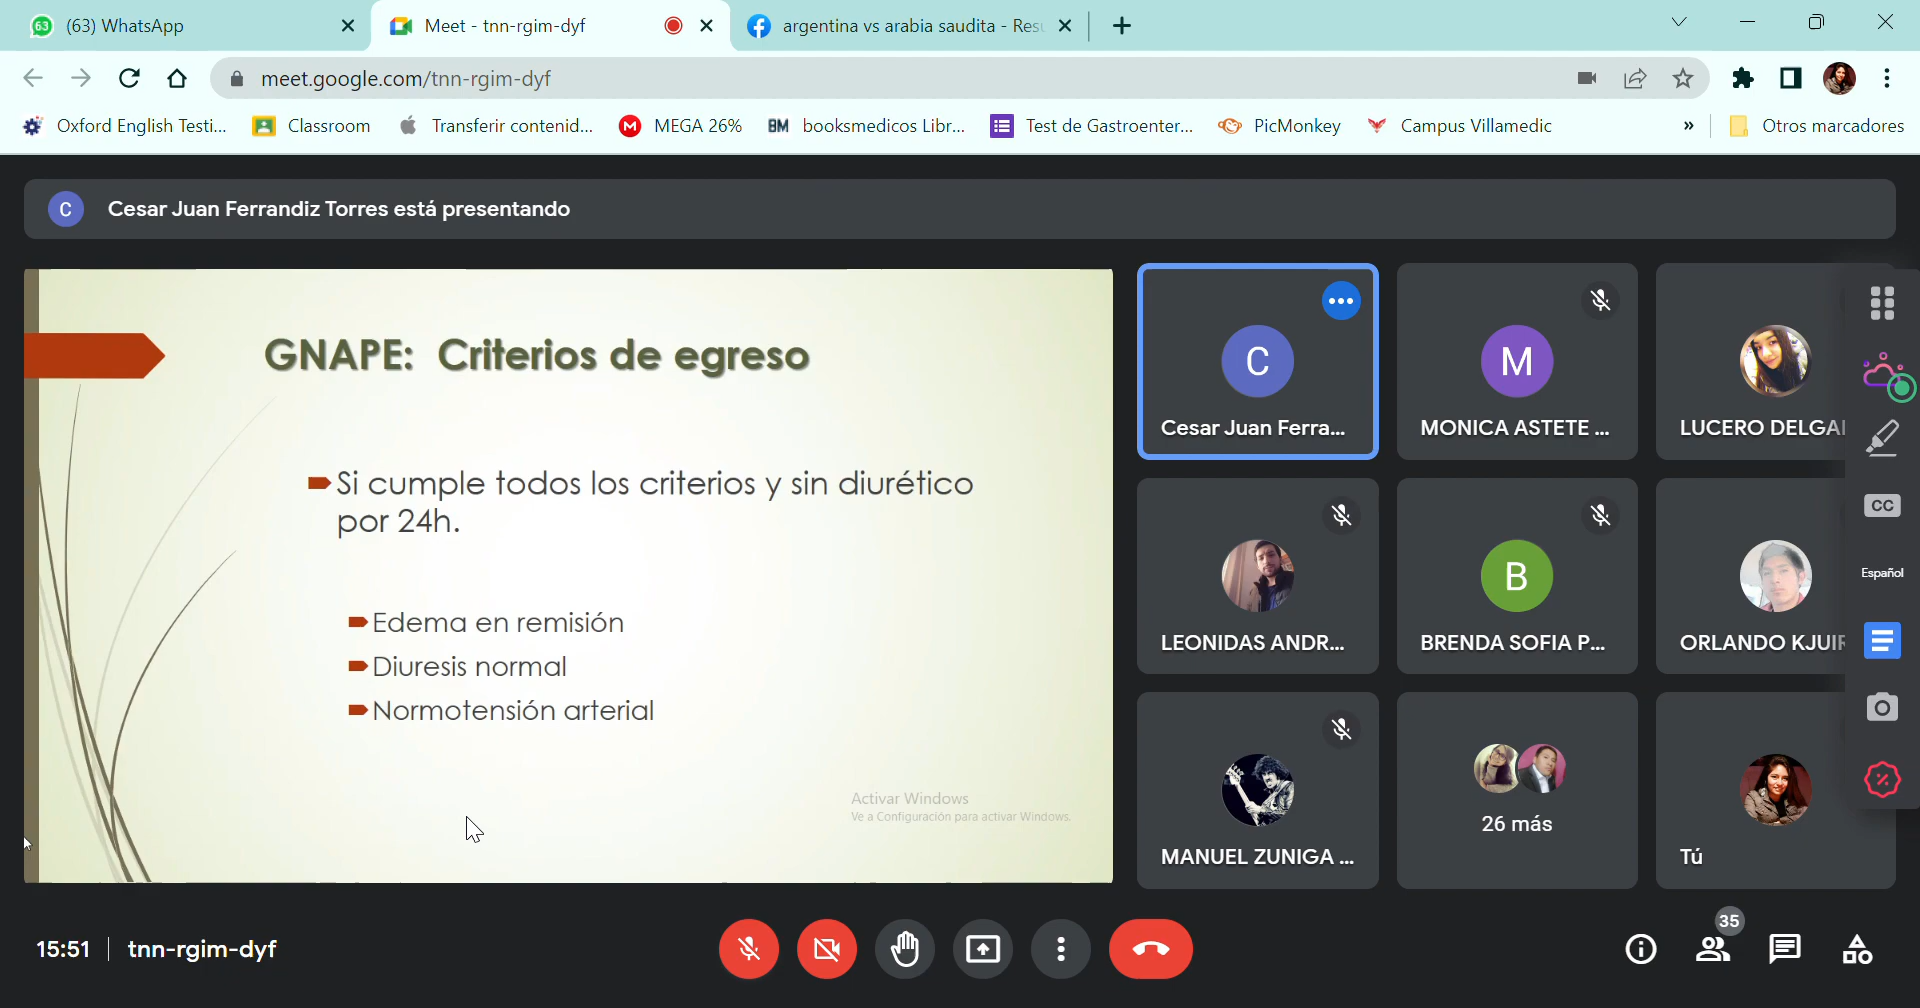 63
(63) WhatsApp
Meet - tnn-rgim-dyf
argentina vs arabia saudita - Resu
meet.google.com/tnn-rgim-dyf
Oxford English Testi...
Classroom
Transferir contenid...
MEGA 26%
BM
booksmedicos Libr...
Test de Gastroenter...
PicMonkey
Campus Villamedic
»
Otros marcadores
C
Cesar Juan Ferrandiz Torres está presentando
GNAPE: Criterios de egreso
Si cumple todos los criterios y sin diurético
por 24h.
Edema en remisión
Diuresis normal
Normotensión arterial
Activar Windows
Ve a Configuración para activar Windows.
C
Cesar Juan Ferra...
M
MONICA ASTETE ...
LUCERO DELGA
LEONIDAS ANDR...
B
BRENDA SOFIA P...
ORLANDO KJUIR
MANUEL ZUNIGA ...
26 más
Tú
CC
Español
15:51
tnn-rgim-dyf
35